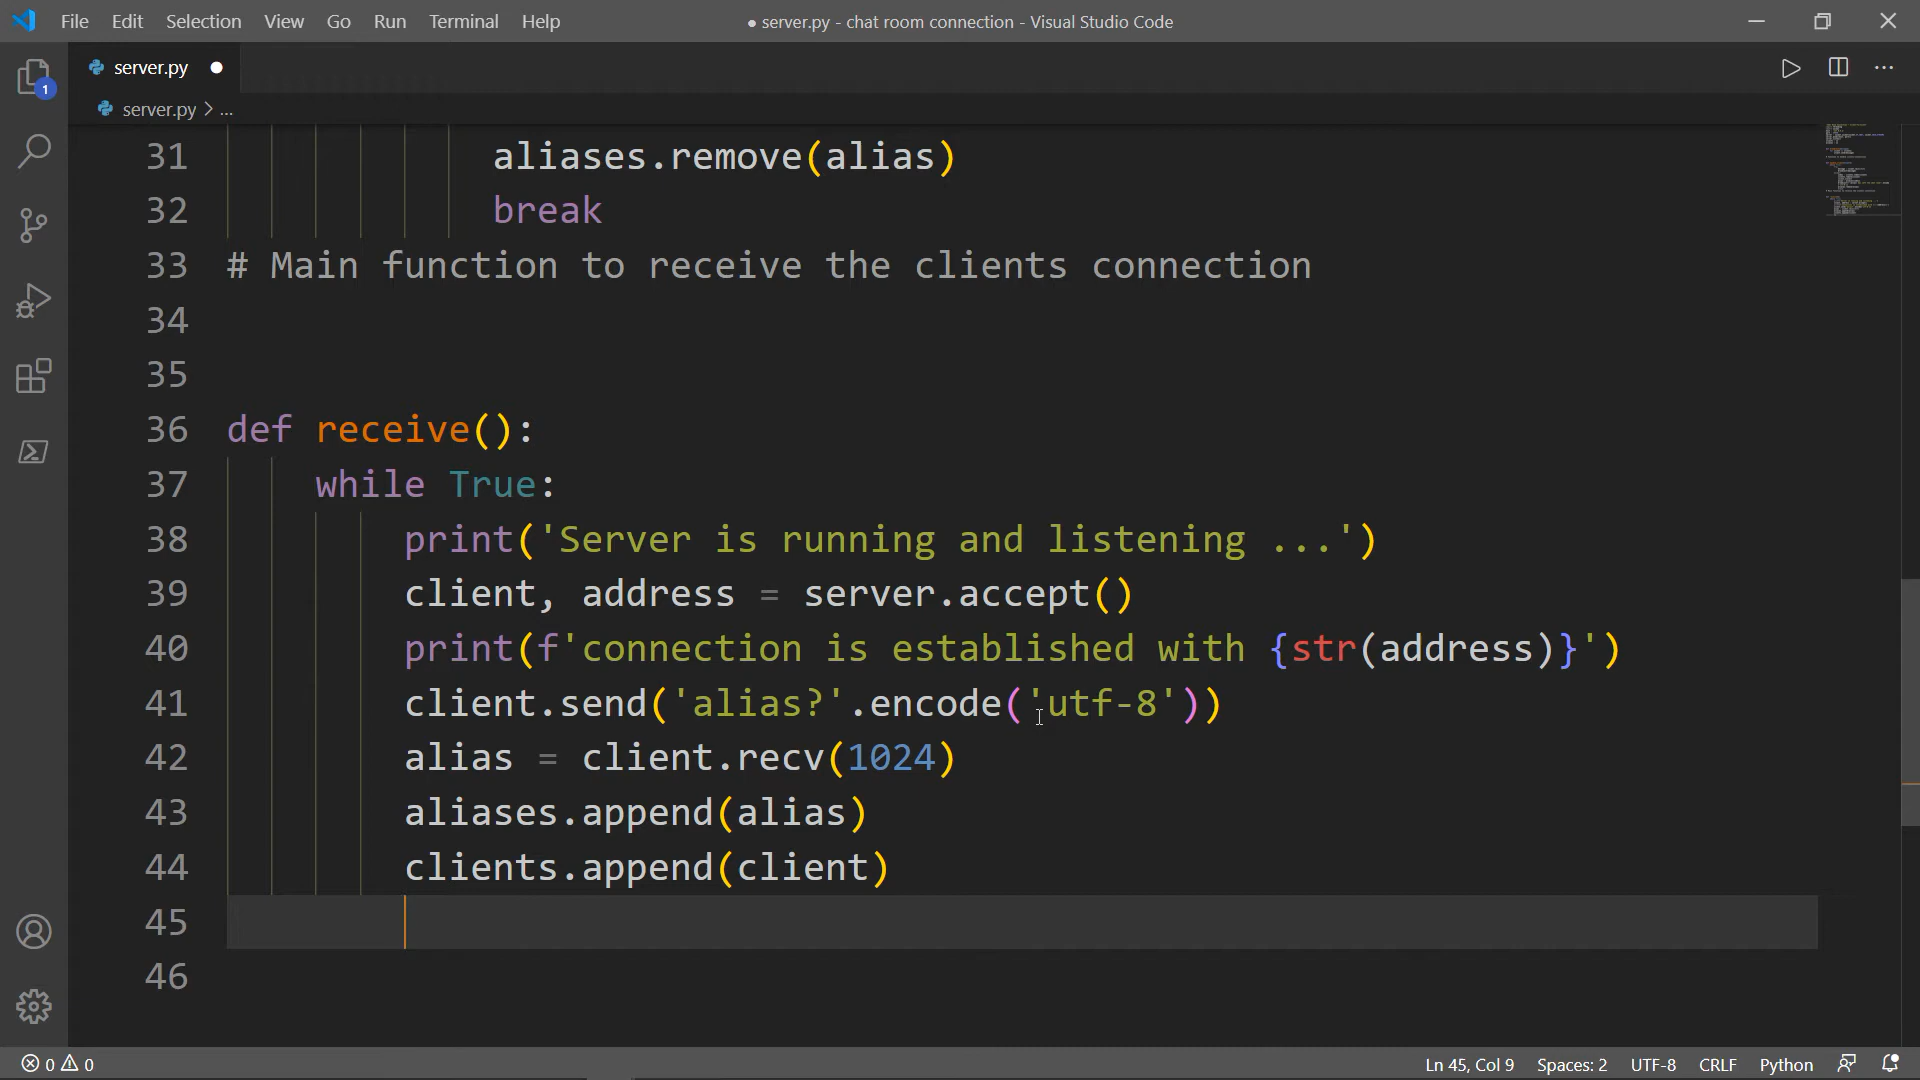 File Edit Selection View Go Run Terminal Help
● server.py - chat room connection - Visual Studio Code
server.py
1
server.py > ...
31 aliases.remove(alias)
32 break
33 # Main function to receive the clients connection
34
35
36 def receive():
37 while True:
38 print('Server is running and listening ...')
39 client, address = server.accept()
40 print(f'connection is established with {str(address)}')
41 client.send('alias?'.encode('utf-8'))
42 alias = client.recv(1024)
43 aliases.append(alias)
44 clients.append(client)
45
46
0 0
Ln 45, Col 9 Spaces: 2 UTF-8 CRLF Python